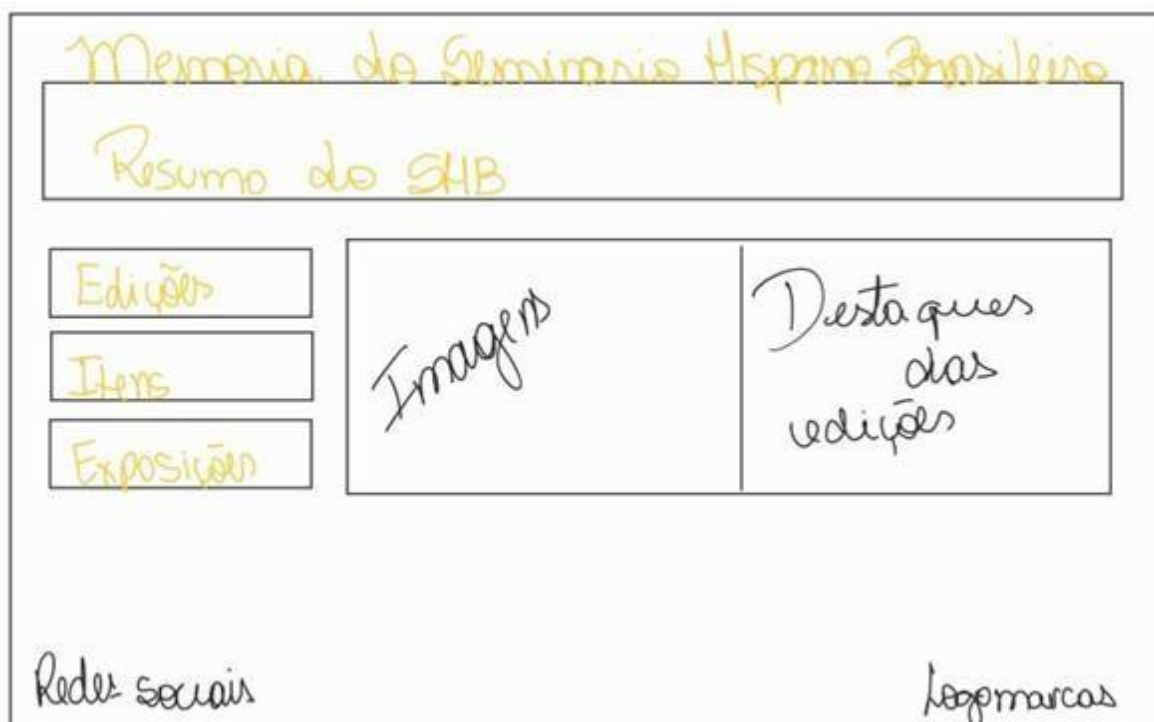 Memoria do Seminario Hispano Brasileiro
Resumo do SHB
Edições
Itens
Exposições
Imagens
Destaques
das
edições
Redes sociais
Logomarcas